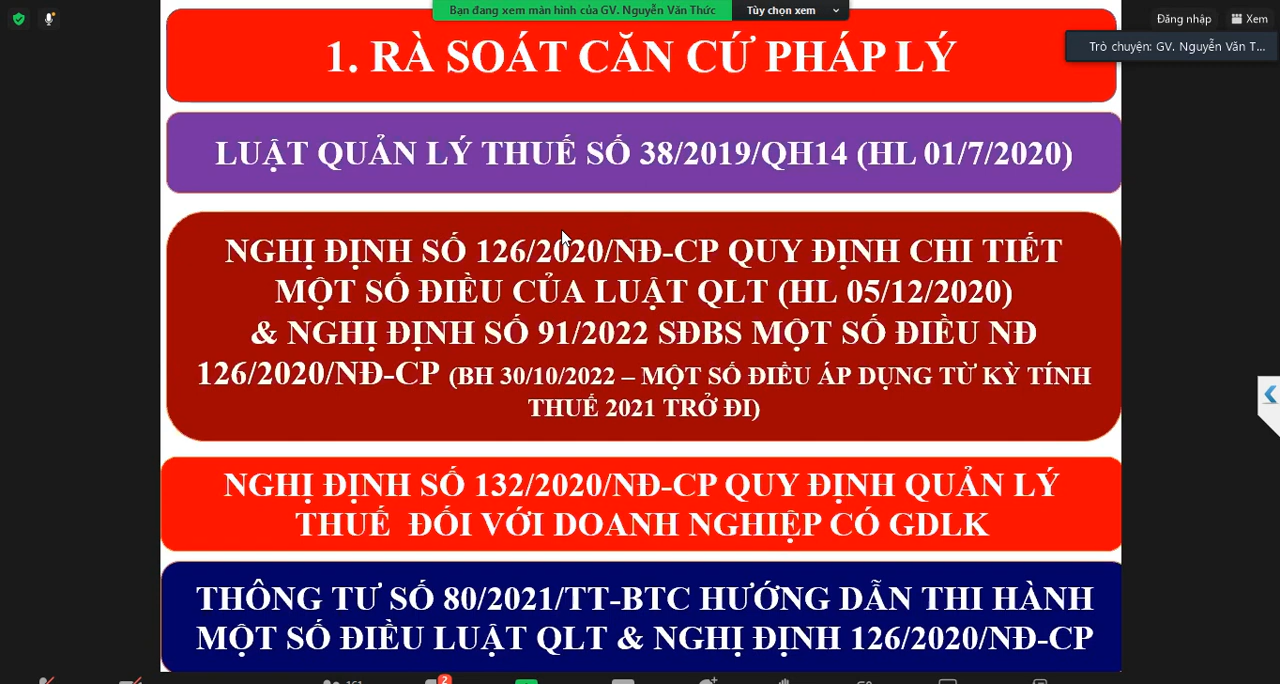 Bạn đang xem màn hình của GV. Nguyễn Văn Thức Tùy chọn xem
Đăng nhập Xem
Trò chuyện: GV. Nguyễn Văn T...
1. RÀ SOÁT CĂN CỨ PHÁP LÝ
LUẬT QUẢN LÝ THUẾ SỐ 38/2019/QH14 (HL 01/7/2020)
NGHỊ ĐỊNH SỐ 126/2020/NĐ-CP QUY ĐỊNH CHI TIẾT
MỘT SỐ ĐIỀU CỦA LUẬT QLT (HL 05/12/2020)
& NGHỊ ĐỊNH SỐ 91/2022 SĐBS MỘT SỐ ĐIỀU NĐ
126/2020/NĐ-CP (BH 30/10/2022 – MỘT SỐ ĐIỀU ÁP DỤNG TỪ KỲ TÍNH
THUẾ 2021 TRỞ ĐI)
NGHỊ ĐỊNH SỐ 132/2020/NĐ-CP QUY ĐỊNH QUẢN LÝ
THUẾ ĐỐI VỚI DOANH NGHIỆP CÓ GDLK
THÔNG TƯ SỐ 80/2021/TT-BTC HƯỚNG DẪN THI HÀNH
MỘT SỐ ĐIỀU LUẬT QLT & NGHỊ ĐỊNH 126/2020/NĐ-CP
2